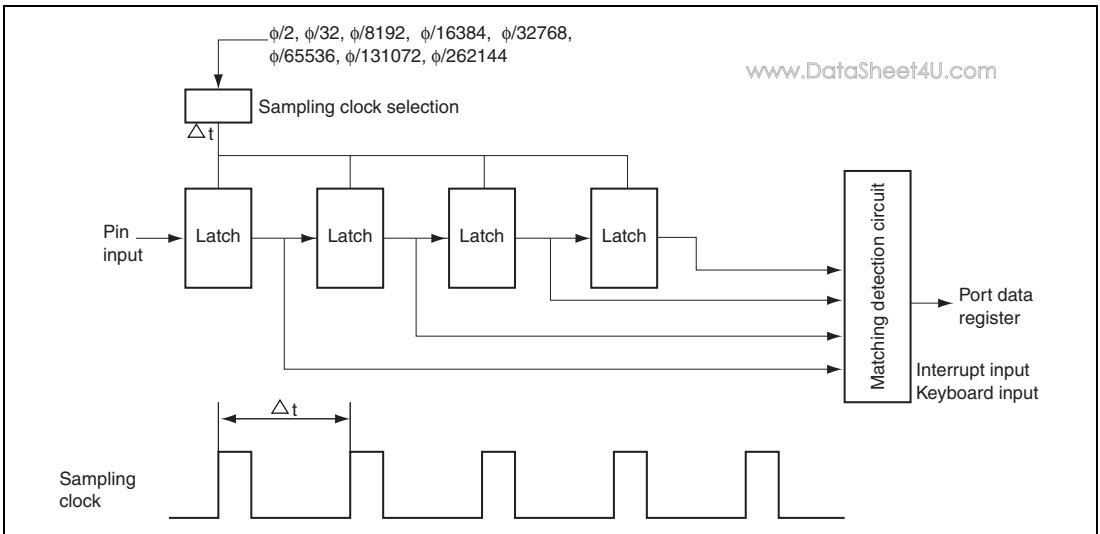 ϕ/2, ϕ/32, ϕ/8192, ϕ/16384, ϕ/32768,
ϕ/65536, ϕ/131072, ϕ/262144
www.DataSheet4U.com
Sampling clock selection
△t
Pin
input
Latch
Latch
Latch
Latch
Matching detection circuit
Port data
register
Interrupt input
Keyboard input
△t
Sampling
clock